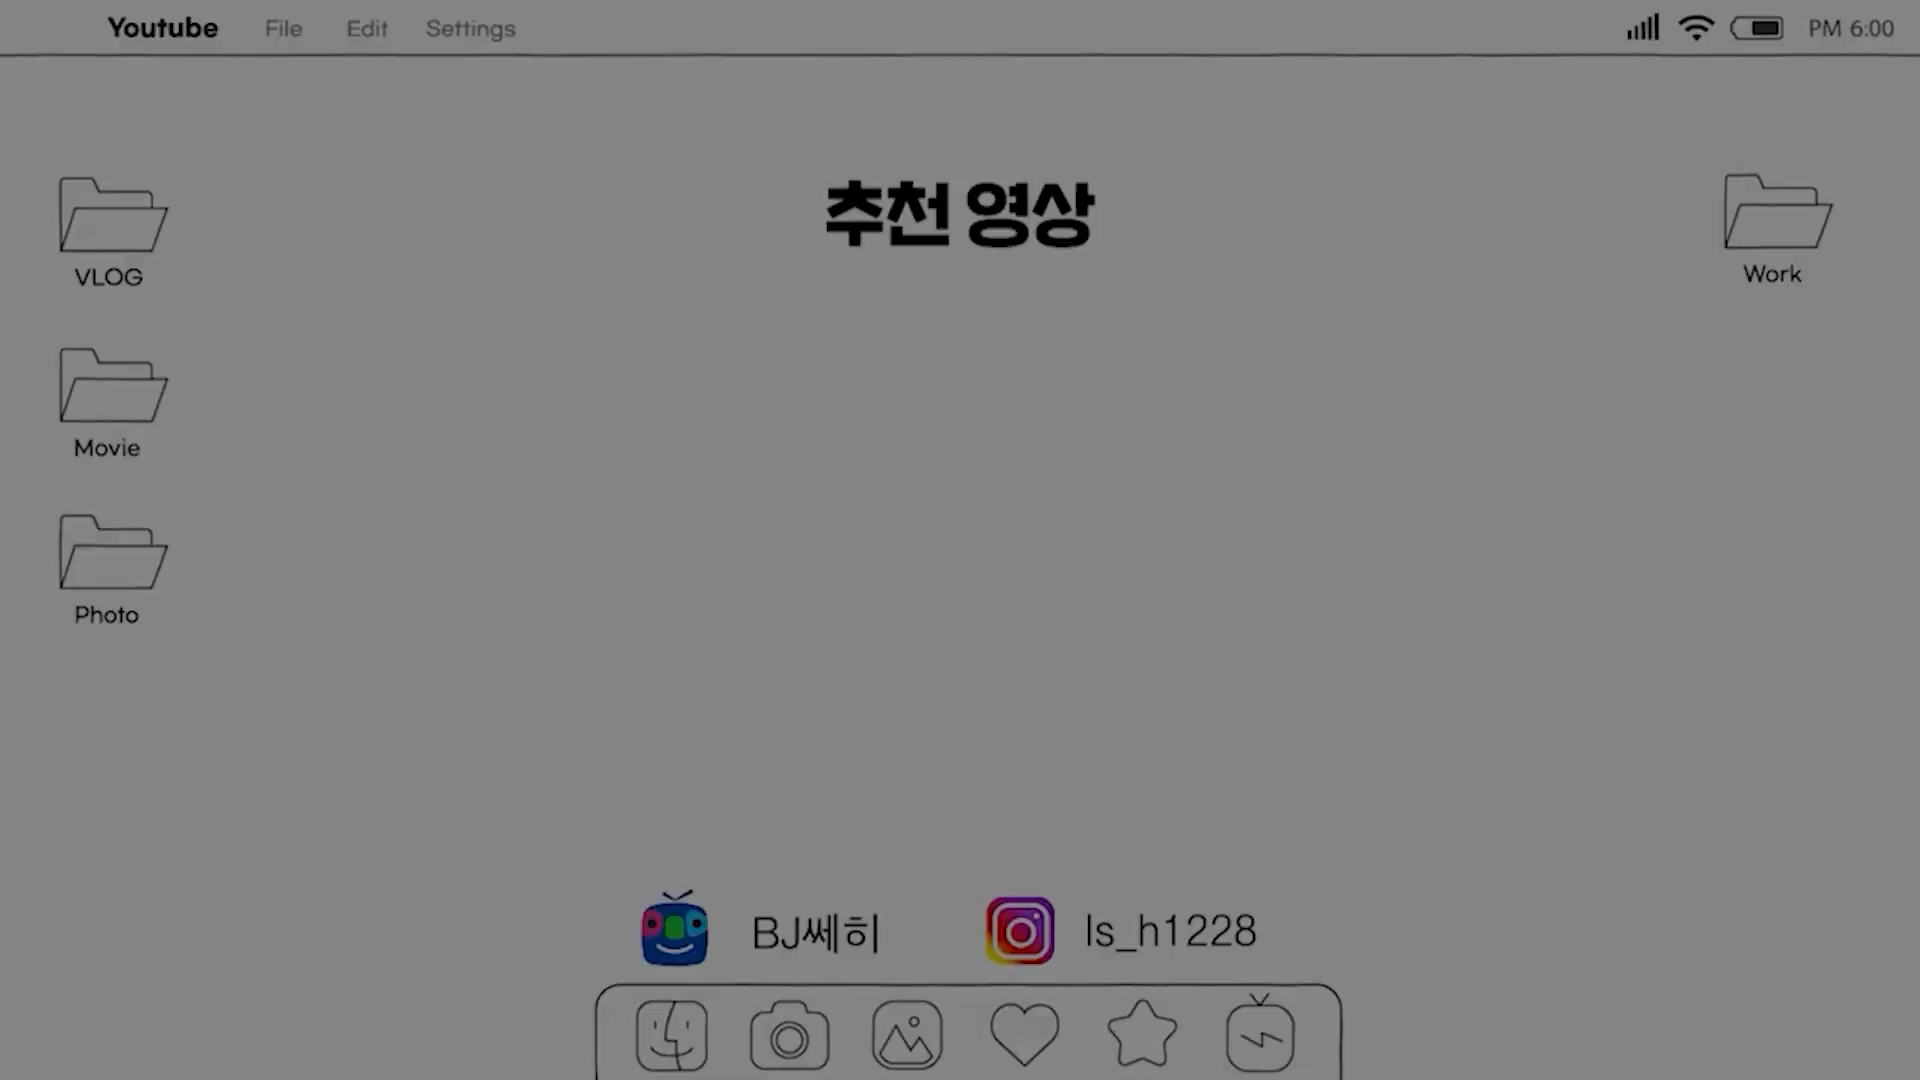 Youtube File Edit Settings PM 6:00
추천 영상
VLOG
Work
Movie
Photo
BJ쎄히 ls_h1228